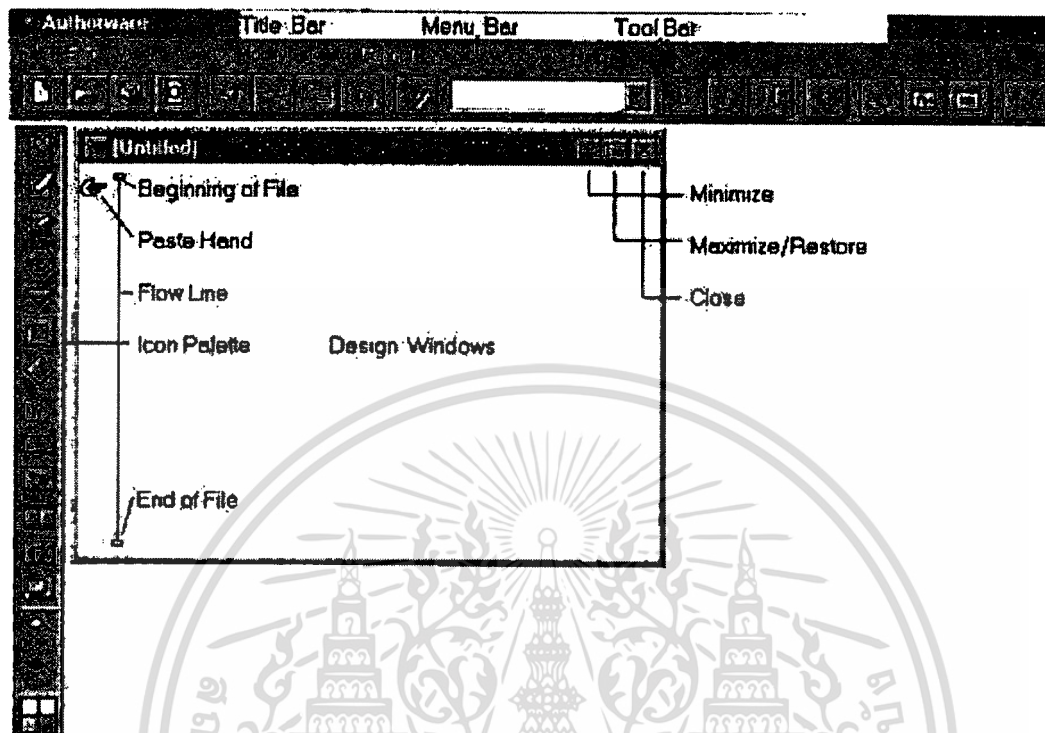 Authorware Title Bar Menu Bar Tool Bar
[Untitled]
Beginning of File
Minimize
Paste Hand
Maximize/Restore
Flow Line
Close
Icon Palette
Design Windows
End of File